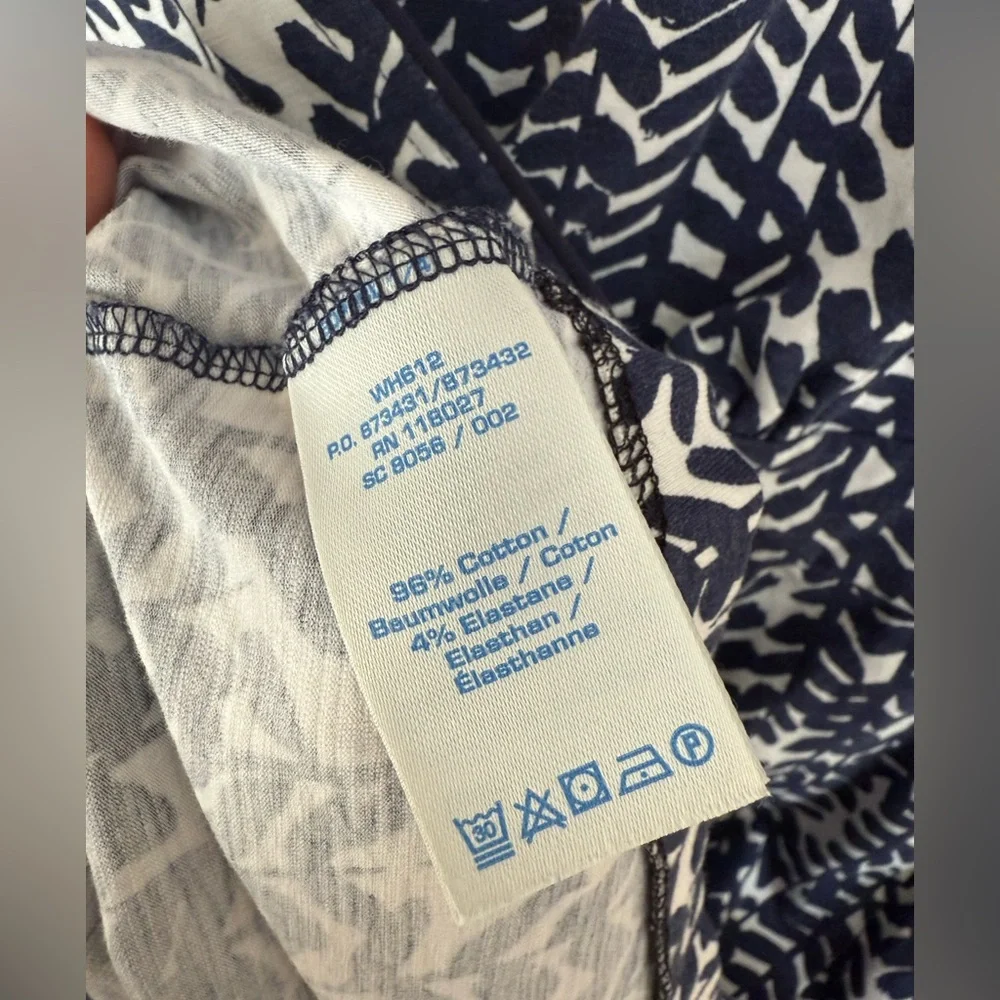 WH612
P.O. 873431/873432
RN 118027
SC 8056 / 002
96% Cotton /
Baumwolle / Coton
4% Elastane /
Elasthan /
Élasthanne
30
P